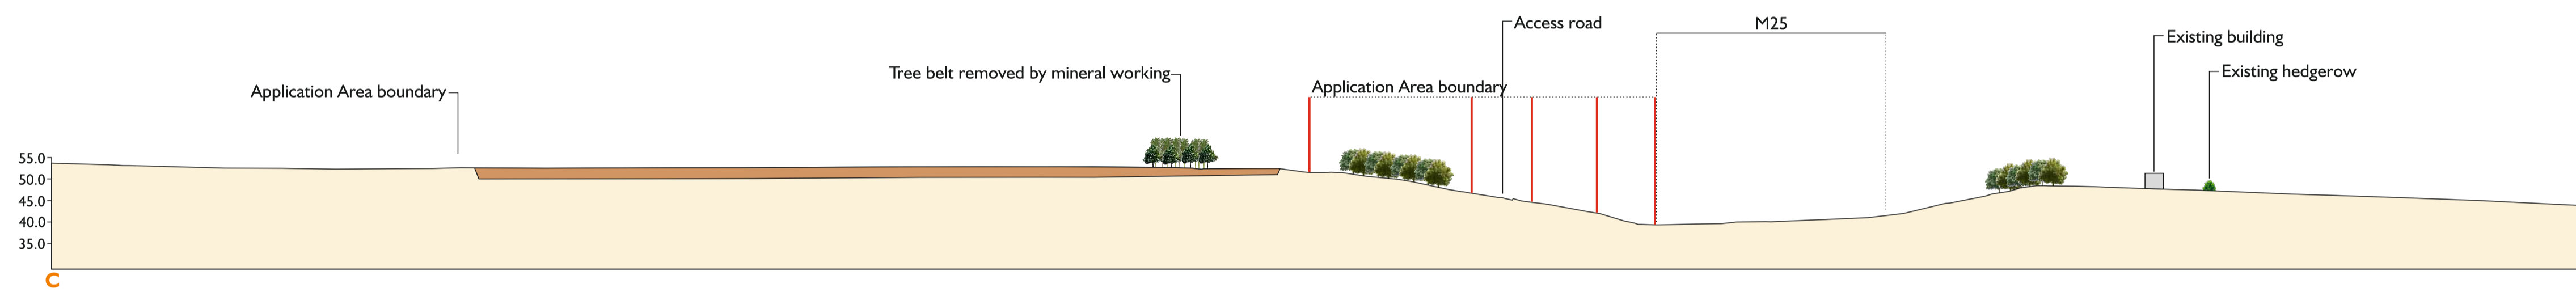 Access road
M25
Existing building
Existing hedgerow
Tree belt removed by mineral working
Application Area boundary
Application Area boundary
55.0
50.0
45.0
40.0
35.0
C